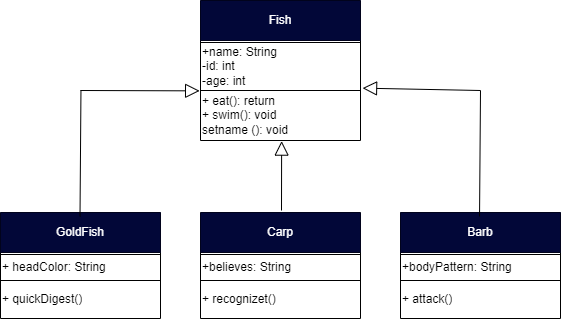 Fish
+name: String
-id: int
-age: int
+ eat(): return
+ swim(): void
setname (): void
GoldFish
+ headColor: String
+ quickDigest()
Carp
+believes: String
+ recognizet()
Barb
+bodyPattern: String
+ attack()